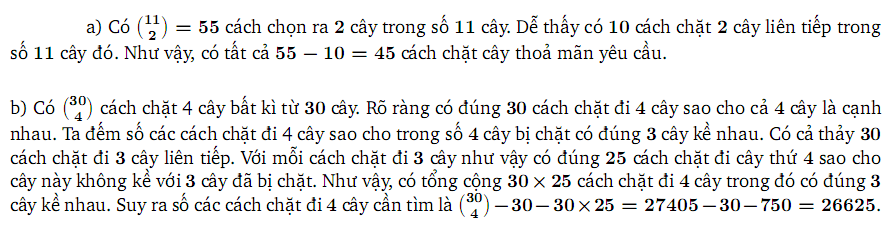 a) Có (11 2) = 55 cách chọn ra 2 cây trong số 11 cây. Dễ thấy có 10 cách chặt 2 cây liên tiếp trong
số 11 cây đó. Như vậy, có tất cả 55 − 10 = 45 cách chặt cây thoả mãn yêu cầu.
b) Có (30 4) cách chặt 4 cây bất kì từ 30 cây. Rõ ràng có đúng 30 cách chặt đi 4 cây sao cho cả 4 cây là cạnh
nhau. Ta đếm số các cách chặt đi 4 cây sao cho trong số 4 cây bị chặt có đúng 3 cây kề nhau. Có cả thảy 30
cách chặt đi 3 cây liên tiếp. Với mỗi cách chặt đi 3 cây như vậy có đúng 25 cách chặt đi cây thứ 4 sao cho
cây này không kề với 3 cây đã bị chặt. Như vậy, có tổng cộng 30 × 25 cách chặt đi 4 cây trong đó có đúng 3
cây kề nhau. Suy ra số các cách chặt đi 4 cây cần tìm là (30 4) − 30 − 30 × 25 = 27405 − 30 − 750 = 26625.